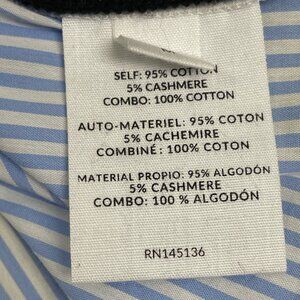 SELF: 95% COTTON
5% CASHMERE
COMBO: 100% COTTON
AUTO-MATERIEL: 95% COTON
5% CACHEMIRE
COMBINÉ : 100% COTON
MATERIAL PROPIO: 95% ALGODÓN
5% CASHMERE
COMBO: 100 % ALGODÓN
RN145136